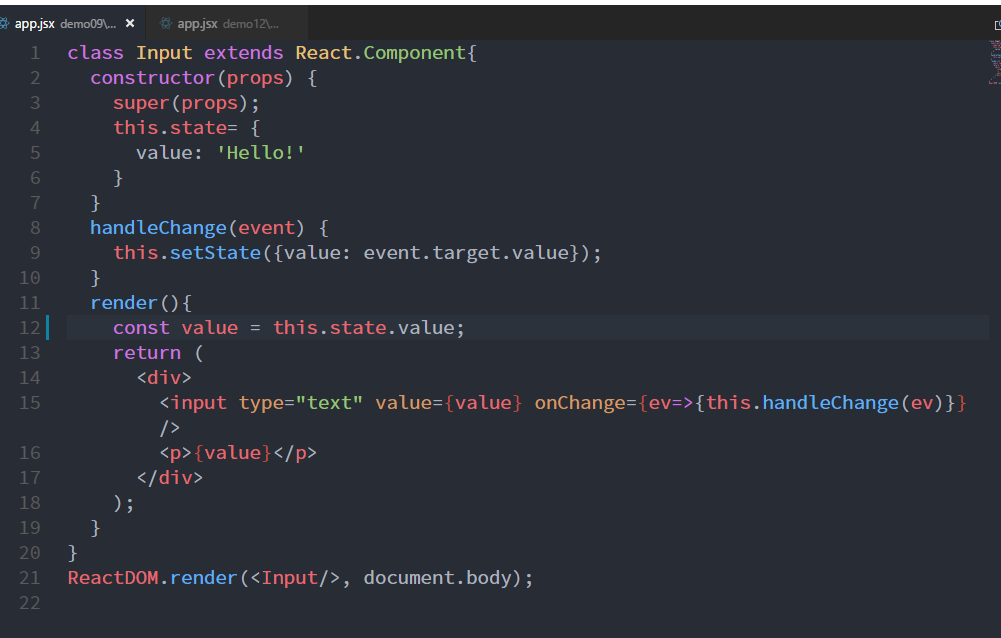 app.jsx demo09\... × app.jsx demo12\...
1 class Input extends React.Component{
2   constructor(props) {
3     super(props);
4     this.state= {
5       value: 'Hello!'
6     }
7   }
8   handleChange(event) {
9     this.setState({value: event.target.value});
10   }
11   render(){
12     const value = this.state.value;
13     return (
14       <div>
15         <input type="text" value={value} onChange={ev=>{this.handleChange(ev)}}
        />
16         <p>{value}</p>
17       </div>
18     );
19   }
20 }
21 ReactDOM.render(<Input/>, document.body);
22